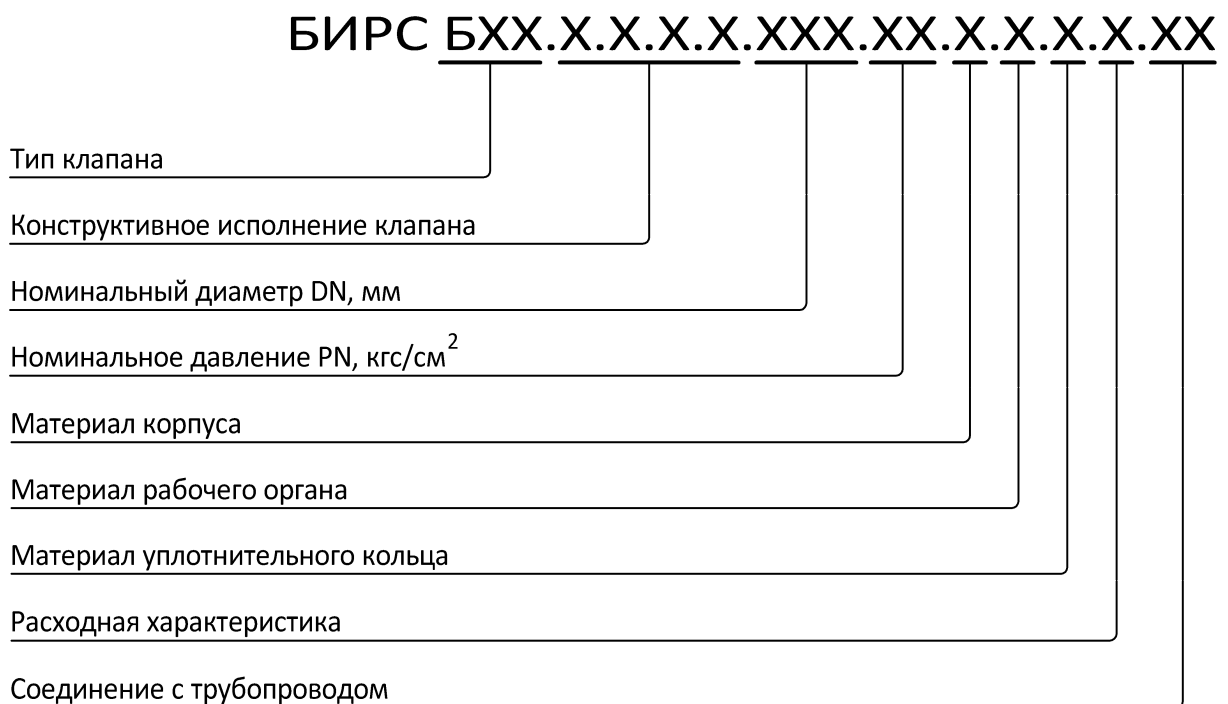 БИРС БХХ.Х.Х.Х.Х.ХХХ.ХХ.Х.Х.Х.Х.ХХ
Тип клапана
Конструктивное исполнение клапана
Номинальный диаметр DN, мм
Номинальное давление PN, кгс/см²
Материал корпуса
Материал рабочего органа
Материал уплотнительного кольца
Расходная характеристика
Соединение с трубопроводом